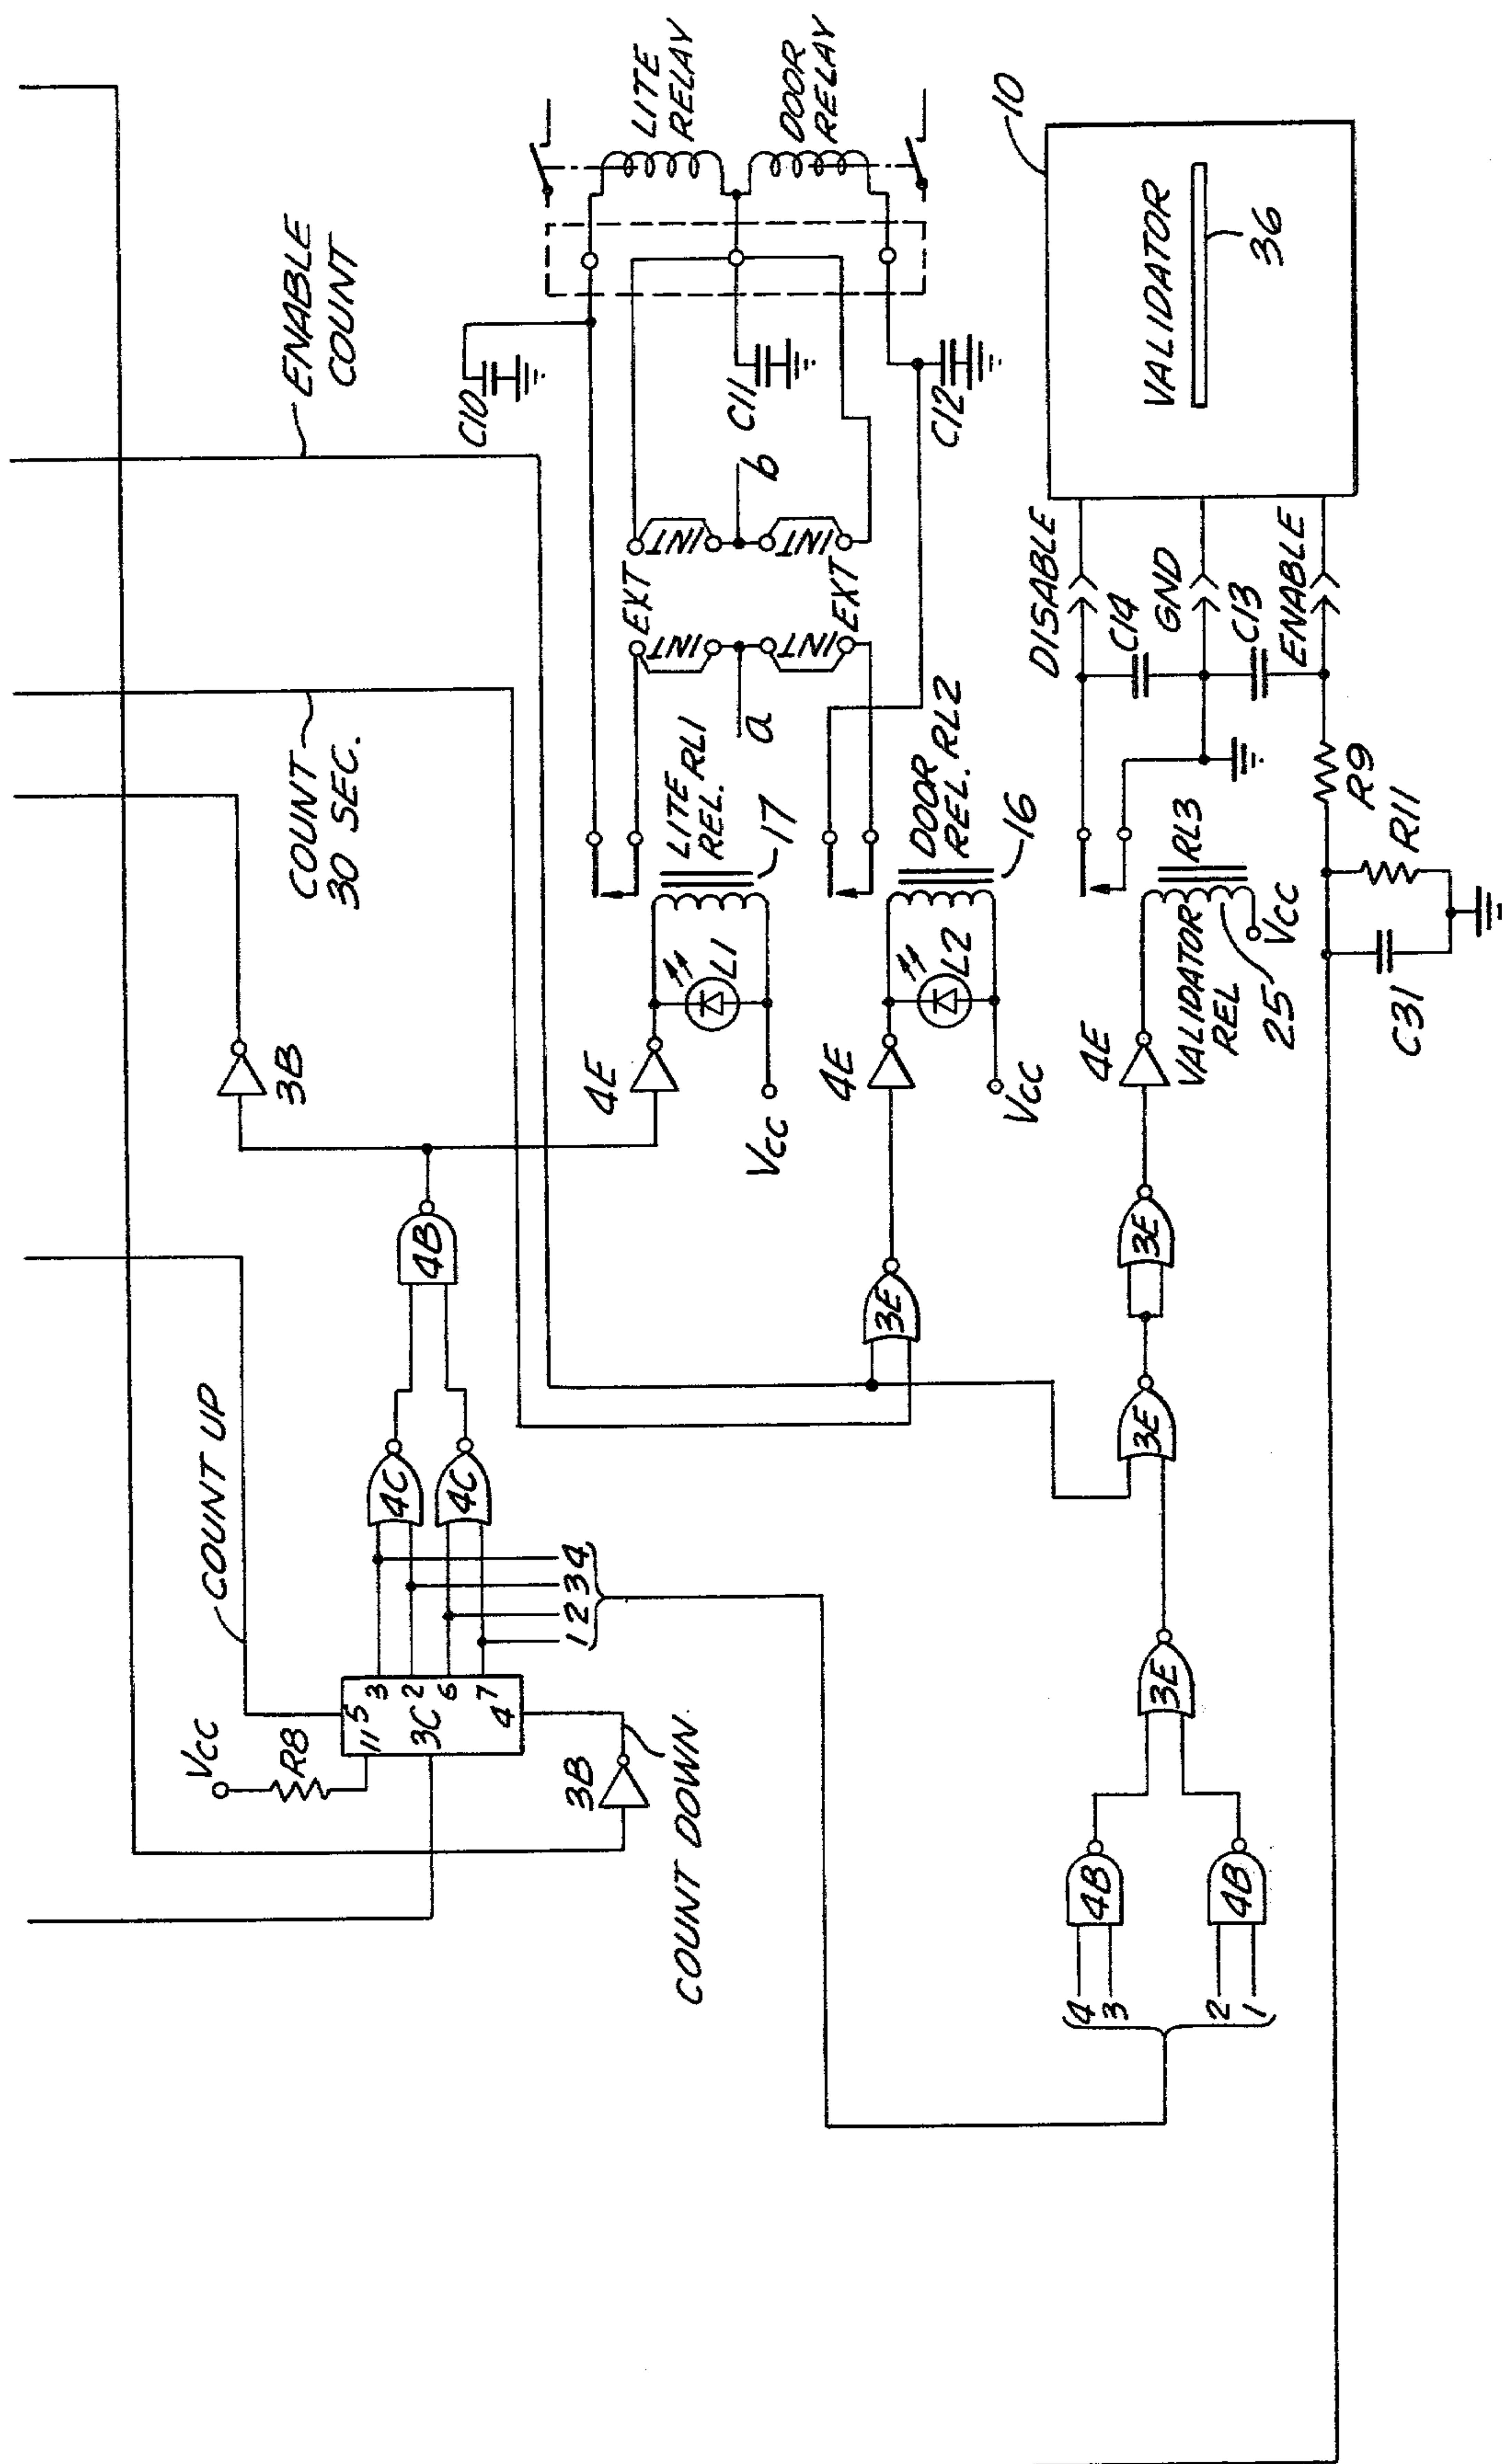 COUNT UP
Vcc
R8
11
5
3
3C
2
6
4
7
3B
COUNT DOWN
1 2 3 4
4C
4C
4B
3B
COUNT
30 SEC.
ENABLE
COUNT
4E
L1
Vcc
LITE RL1
REL.
17
EXT
INT
INT
INT
INT
EXT
a
b
C10
C11
C12
LITE
RELAY
DOOR
RELAY
3E
4E
L2
Vcc
DOOR
REL. RL2
16
4
3
2
1
4B
4B
3E
3E
3E
4E
VALIDATOR
REL
25
RL3
Vcc
DISABLE
C14
GND
C13
ENABLE
R9
R11
C31
VALIDATOR
36
10